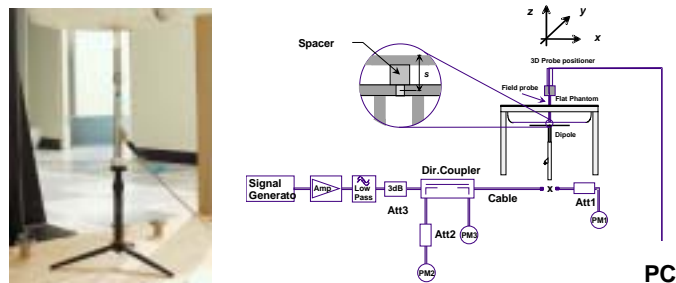 z
y
x
Spacer
s
3D Probe positioner
Field probe
Flat Phantom
Dipole
Signal
Generato
Amp
Low
Pass
3dB
Att3
Dir.Coupler
Cable
x
Att1
PM1
Att2
PM3
PM2
PC